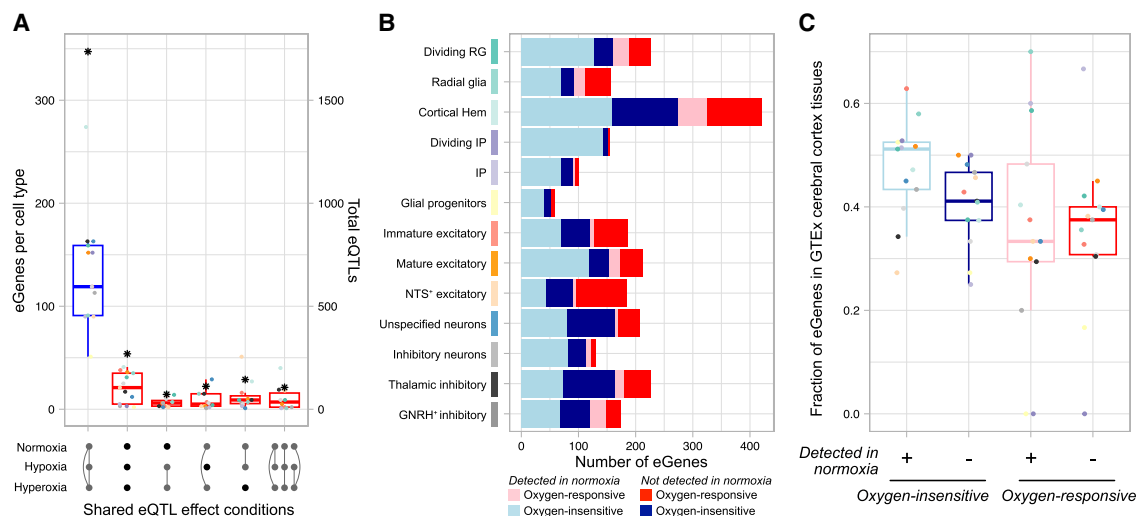 A
eGenes per cell type
300
200
100
0
1500
1000
500
0
Total eQTLs
Normoxia
Hypoxia
Hyperoxia
Shared eQTL effect conditions
B
Dividing RG
Radial glia
Cortical Hem
Dividing IP
IP
Glial progenitors
Immature excitatory
Mature excitatory
NTS⁺ excitatory
Unspecified neurons
Inhibitory neurons
Thalamic inhibitory
GNRH⁺ inhibitory
0 100 200 300 400
Number of eGenes
Detected in normoxia Not detected in normoxia
Oxygen-responsive Oxygen-responsive
Oxygen-insensitive Oxygen-insensitive
C
Fraction of eGenes in GTEx cerebral cortex tissues
0.6
0.4
0.2
0.0
Detected in normoxia + - + -
Oxygen-insensitive Oxygen-responsive